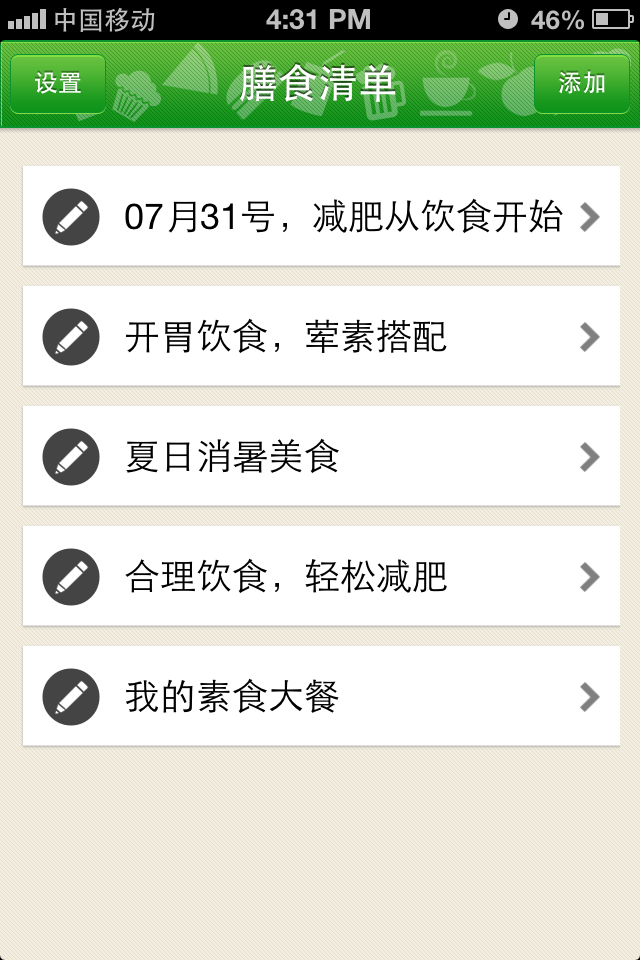 中国移动 4:31 PM 46%
设置 膳食清单 添加
07月31号，减肥从饮食开始
开胃饮食，荤素搭配
夏日消暑美食
合理饮食，轻松减肥
我的素食大餐